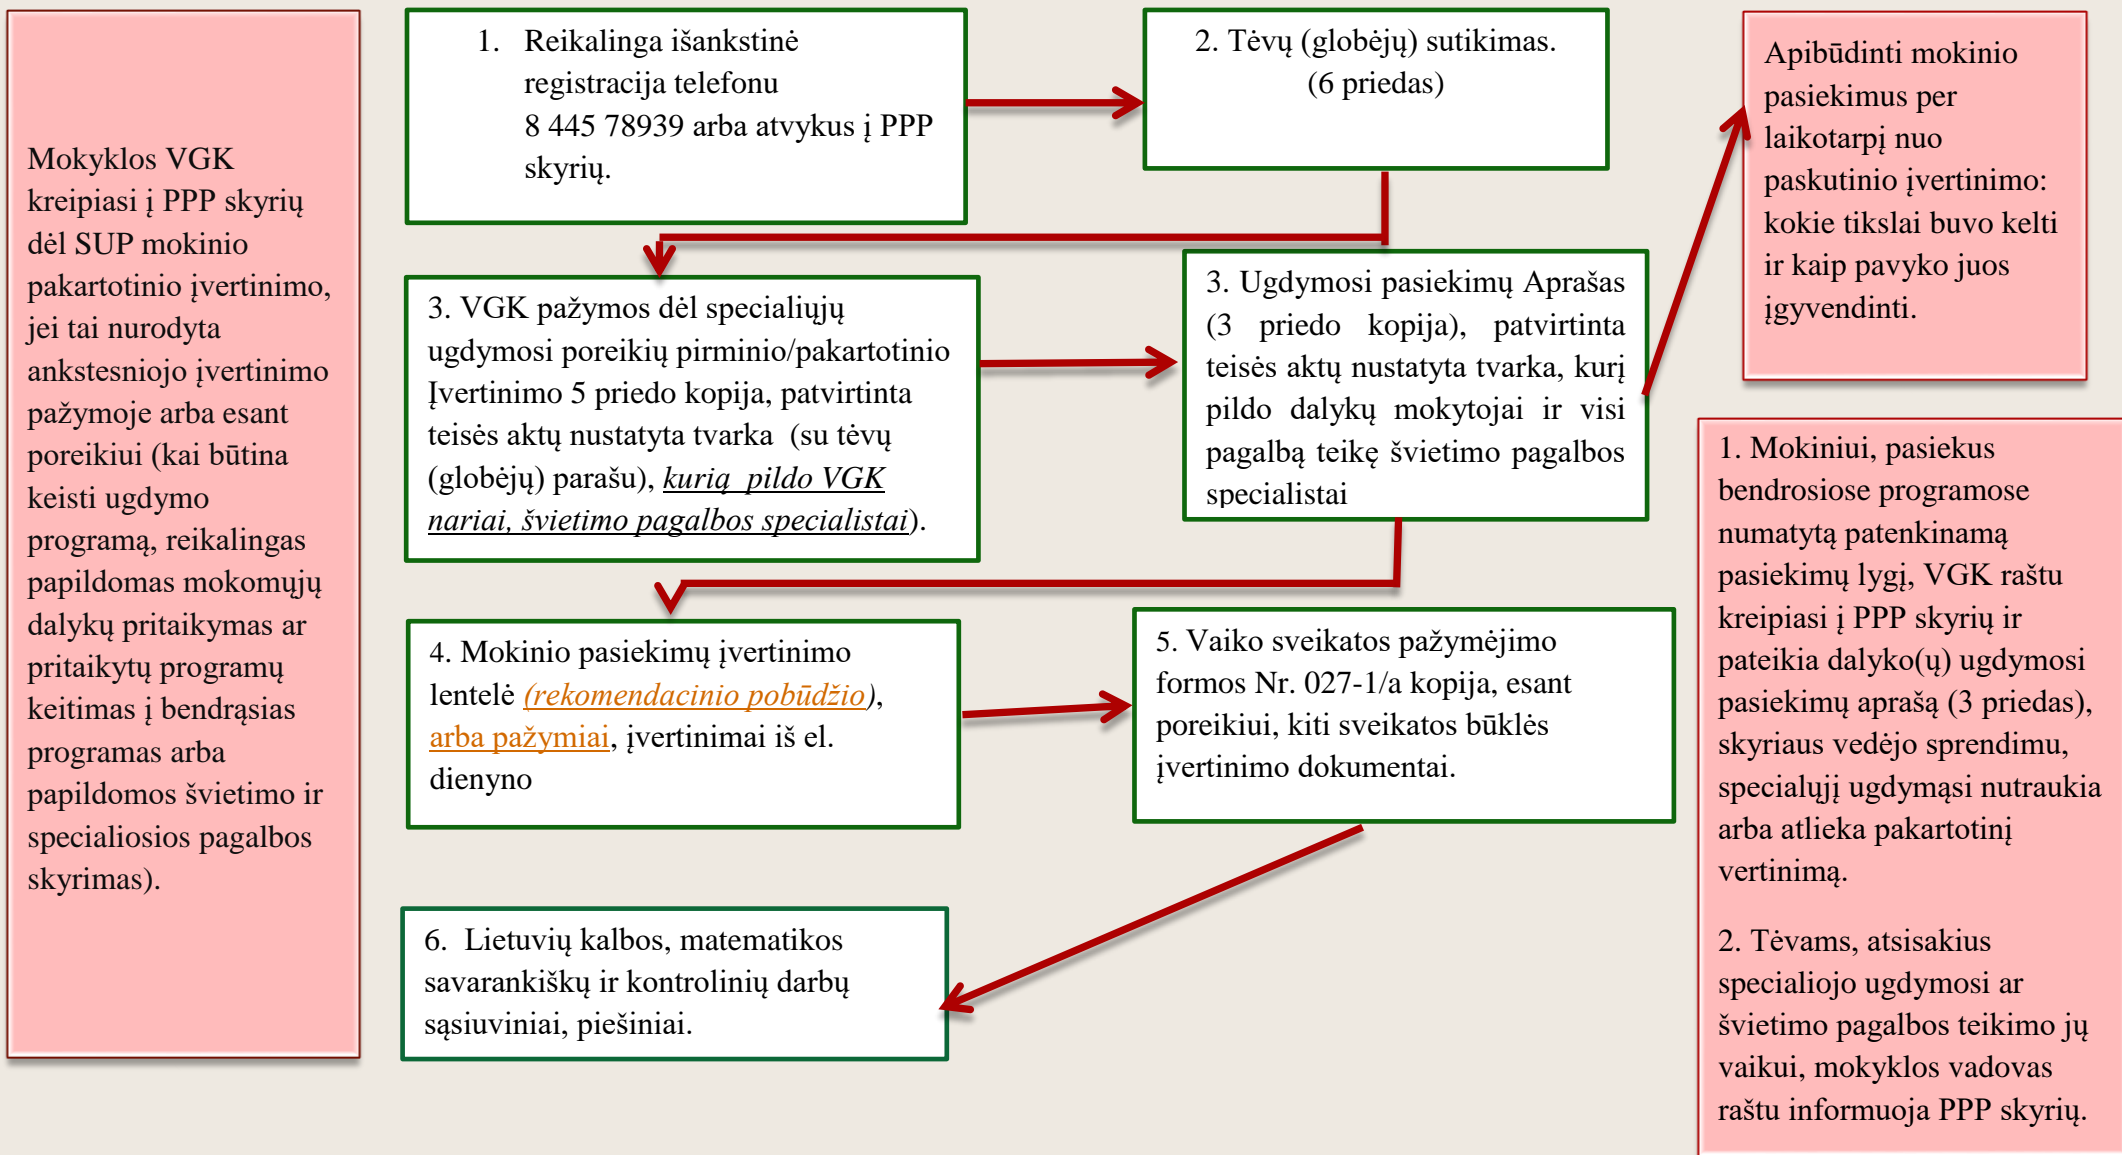 Mokyklos VGK
kreipiasi į PPP skyrių
dėl SUP mokinio
pakartotinio įvertinimo,
jei tai nurodyta
ankstesniojo įvertinimo
pažymoje arba esant
poreikiui (kai būtina
keisti ugdymo
programą, reikalingas
papildomas mokomųjų
dalykų pritaikymas ar
pritaikytų programų
keitimas į bendrąsias
programas arba
papildomos švietimo ir
specialiosios pagalbos
skyrimas).
1. Reikalinga išankstinė
registracija telefonu
8 445 78939 arba atvykus į PPP
skyrių.
2. Tėvų (globėjų) sutikimas.
(6 priedas)
3. VGK pažymos dėl specialiųjų
ugdymosi poreikių pirminio/pakartotinio
Įvertinimo 5 priedo kopija, patvirtinta
teisės aktų nustatyta tvarka (su tėvų
(globėjų) parašu), kurią pildo VGK
nariai, švietimo pagalbos specialistai).
3. Ugdymosi pasiekimų Aprašas
(3 priedo kopija), patvirtinta
teisės aktų nustatyta tvarka, kurį
pildo dalykų mokytojai ir visi
pagalbą teikę švietimo pagalbos
specialistai
4. Mokinio pasiekimų įvertinimo
lentelė (rekomendacinio pobūdžio),
arba pažymiai, įvertinimai iš el.
dienyno
5. Vaiko sveikatos pažymėjimo
formos Nr. 027-1/a kopija, esant
poreikiui, kiti sveikatos būklės
įvertinimo dokumentai.
6. Lietuvių kalbos, matematikos
savarankiškų ir kontrolinių darbų
sąsiuviniai, piešiniai.
Apibūdinti mokinio
pasiekimus per
laikotarpį nuo
paskutinio įvertinimo:
kokie tikslai buvo kelti
ir kaip pavyko juos
įgyvendinti.
1. Mokiniui, pasiekus
bendrosiose programose
numatytą patenkinamą
pasiekimų lygį, VGK raštu
kreipiasi į PPP skyrių ir
pateikia dalyko(ų) ugdymosi
pasiekimų aprašą (3 priedas),
skyriaus vedėjo sprendimu,
specialųjį ugdymąsi nutraukia
arba atlieka pakartotinį
vertinimą.
2. Tėvams, atsisakius
specialiojo ugdymosi ar
švietimo pagalbos teikimo jų
vaikui, mokyklos vadovas
raštu informuoja PPP skyrių.